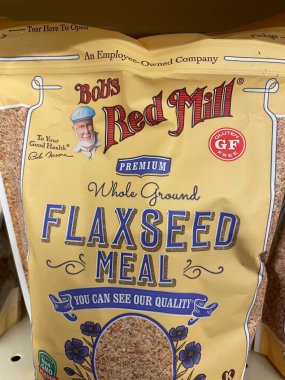 Tear Here To Open
An Employee-Owned Company
Bob's
Red Mill®
To Your
Good Health®
Bob Moore
GLUTEN
GF
FREE
PREMIUM
Whole Ground
FLAXSEED
MEAL
YOU CAN SEE OUR QUALITY